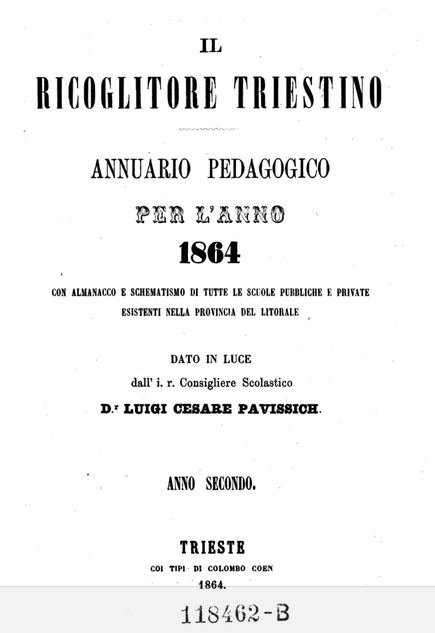 IL
RICOGLITORE TRIESTINO
ANNUARIO PEDAGOGICO
PER L'ANNO
1864
CON ALMANACCO E SCHEMATISMO DI TUTTE LE SCUOLE PUBBLICHE E PRIVATE
ESISTENTI NELLA PROVINCIA DEL LITORALE
DATO IN LUCE
dall' i. r. Consigliere Scolastico
D.r LUIGI CESARE PAVISSICH.
ANNO SECONDO.
TRIESTE
COI TIPI DI COLOMBO COEN
1864.
118462-B